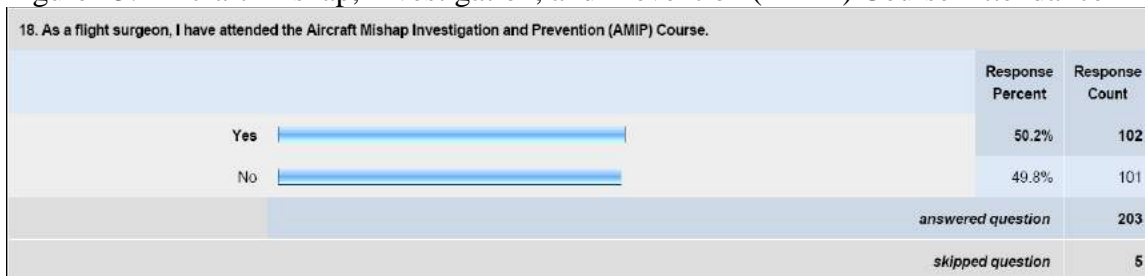 18. As a flight surgeon, I have attended the Aircraft Mishap Investigation and Prevention (AMIP) Course.
Response Percent Response Count
Yes 50.2% 102
No 49.8% 101
answered question 203
skipped question 5